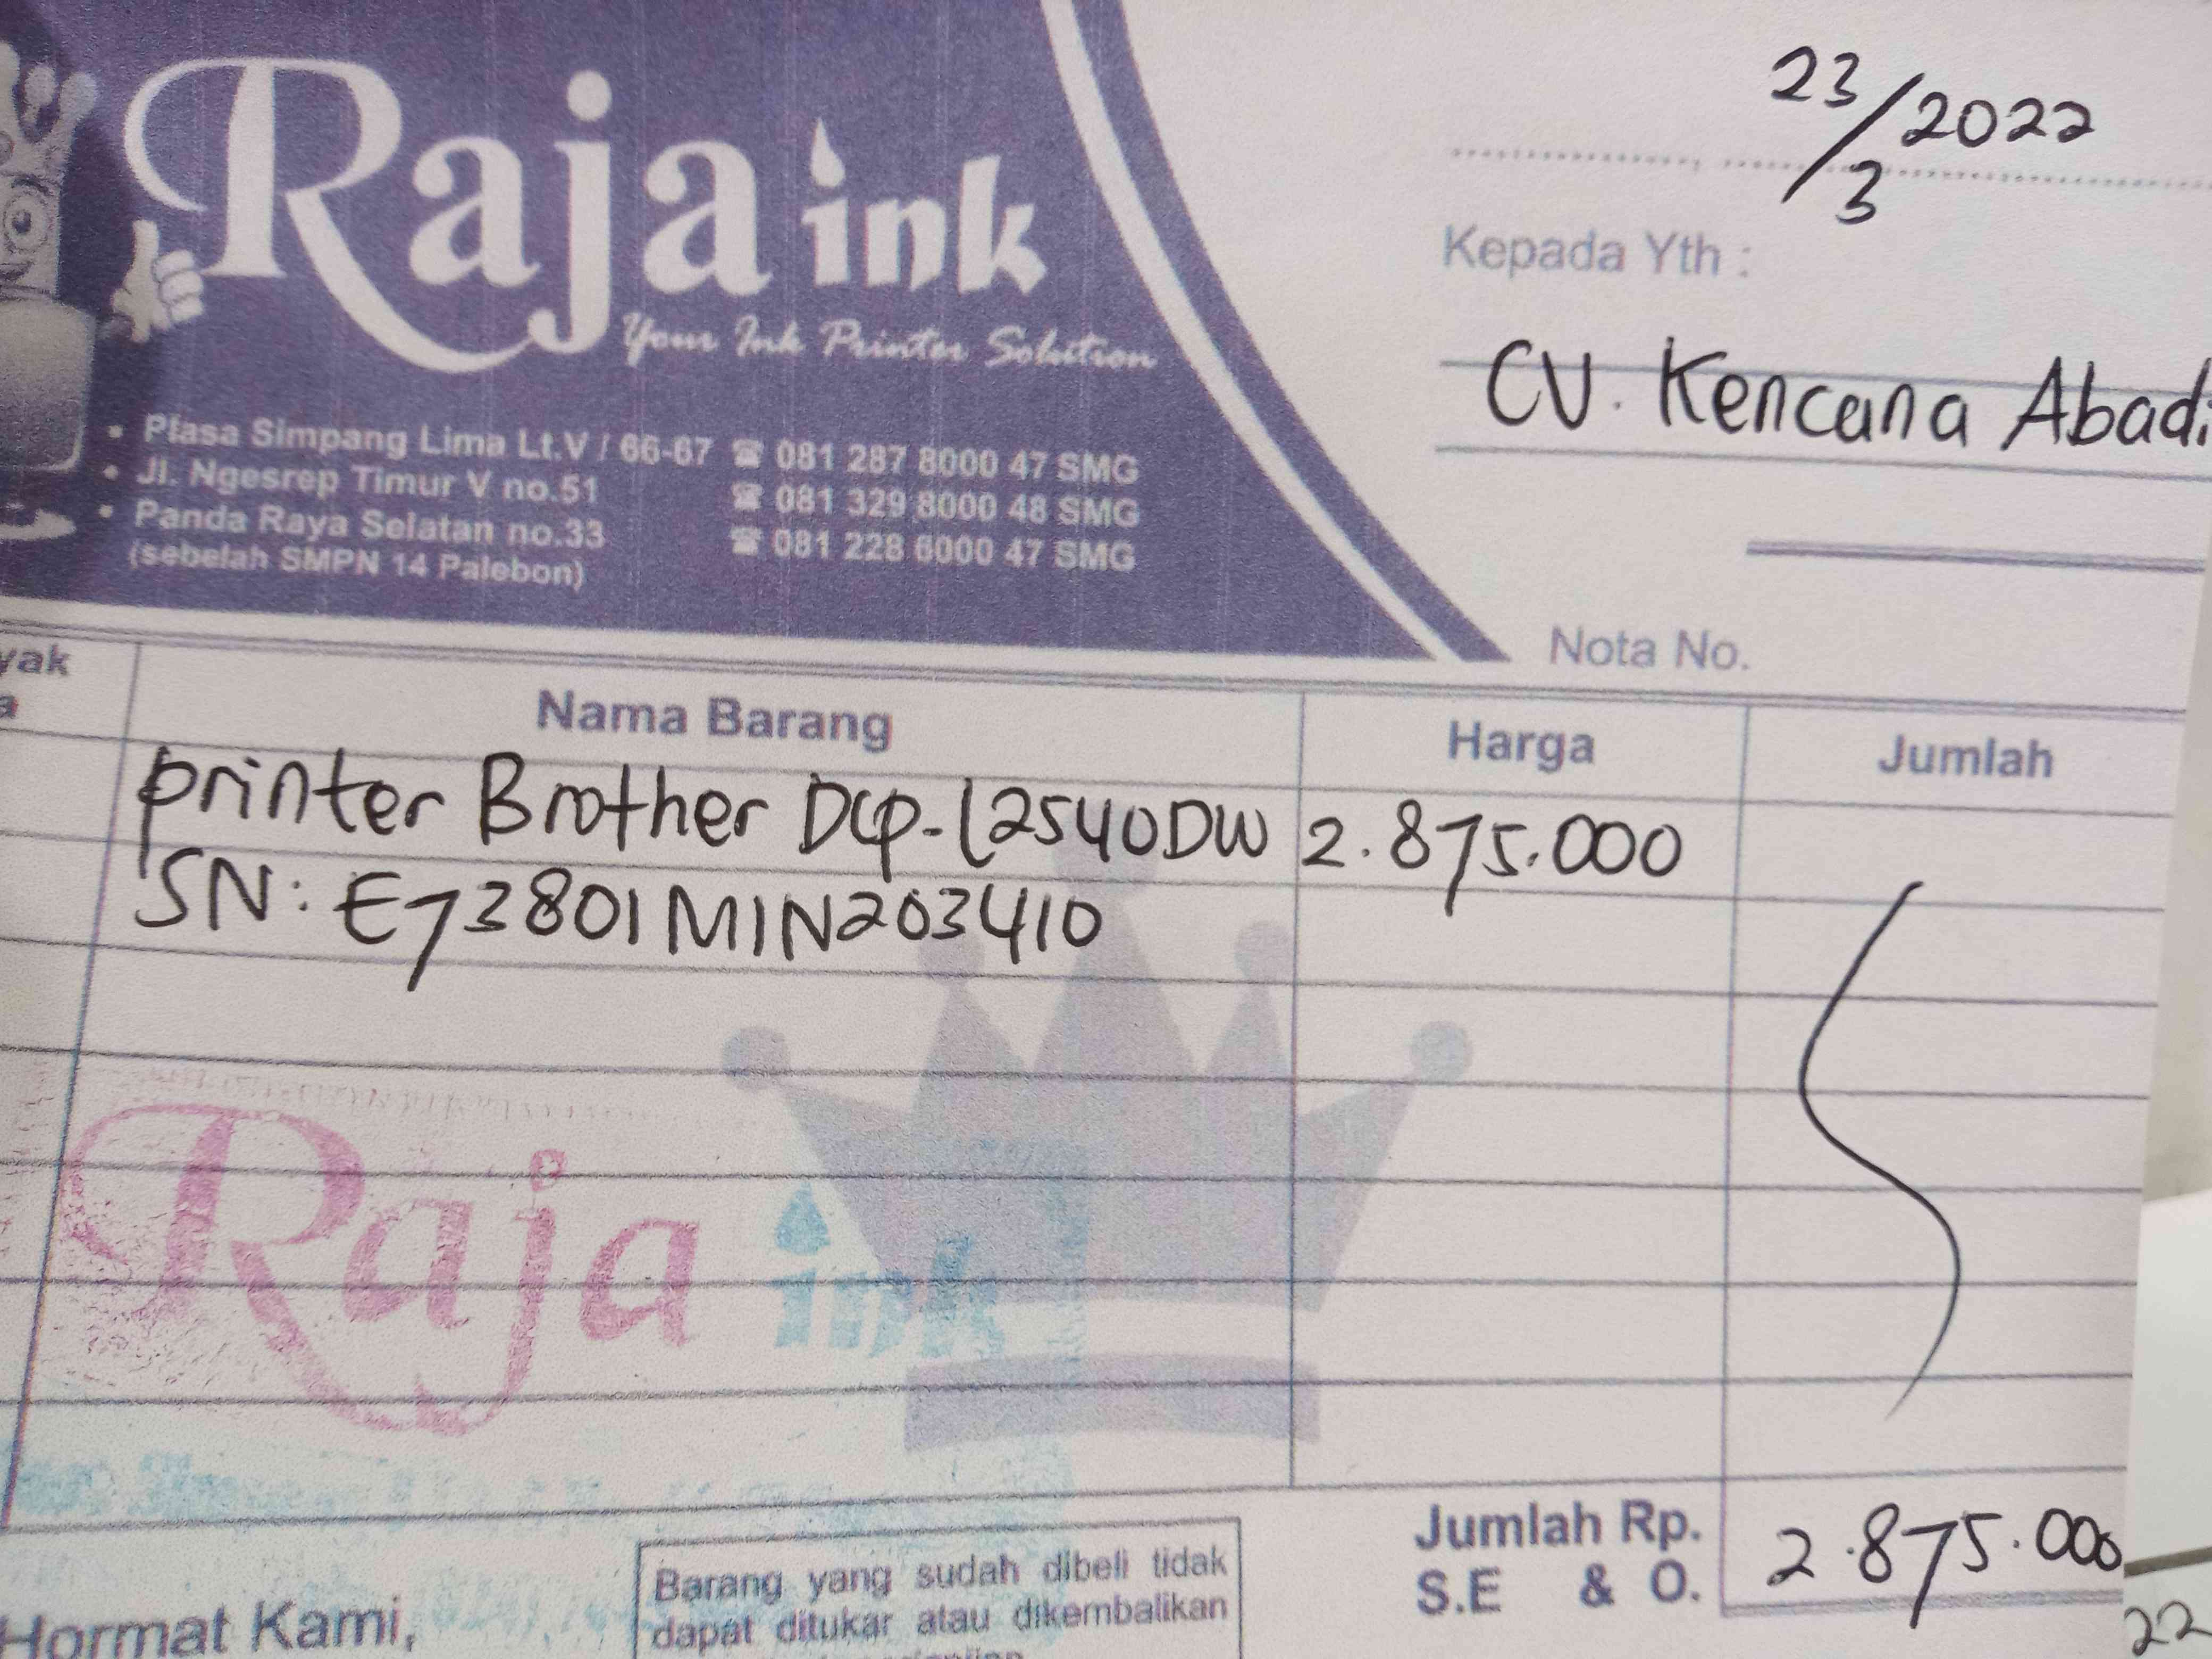 Raja ink
Your Ink Printer Solution
• Plasa Simpang Lima Lt.V / 66-67 ☎ 081 287 8000 47 SMG
• Jl. Ngesrep Timur V no.51 ☎ 081 329 8000 48 SMG
• Panda Raya Selatan no.33 ☎ 081 228 6000 47 SMG
(sebelah SMPN 14 Palebon)
23/3/2022
Kepada Yth :
CV. Kencana Abadi
Nota No.
yak
a
Nama Barang Harga Jumlah
printer Brother Dcp-L2540DW 2.875.000
SN: E73801M1N203410
Raja ink
Jumlah Rp. 2.875.000
S.E & O.
Hormat Kami,
Barang yang sudah dibeli tidak
dapat ditukar atau dikembalikan
22